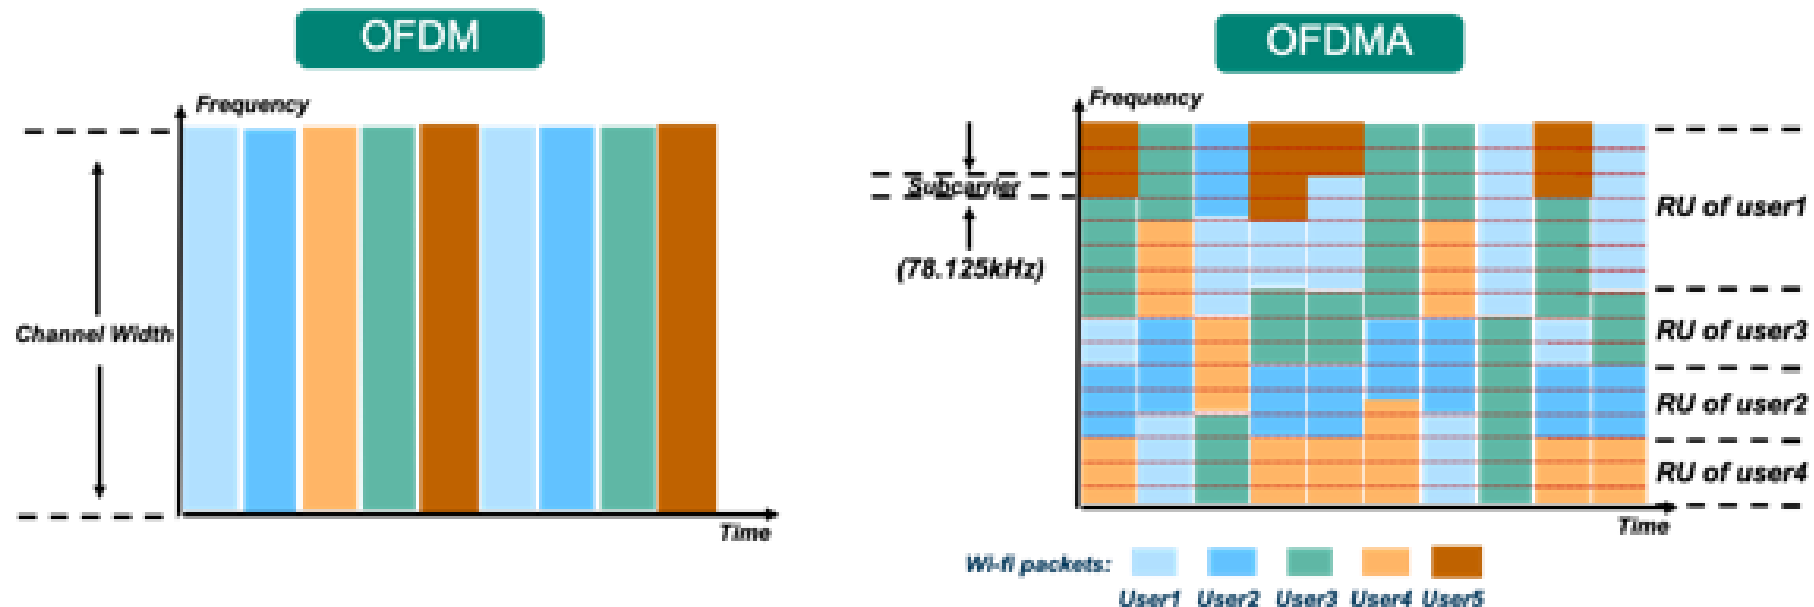 OFDM
Frequency
Channel Width
Time
OFDMA
Frequency
Subcarrier
(78.125kHz)
RU of user1
RU of user3
RU of user2
RU of user4
Time
Wi-fi packets:
User1 User2 User3 User4 User5